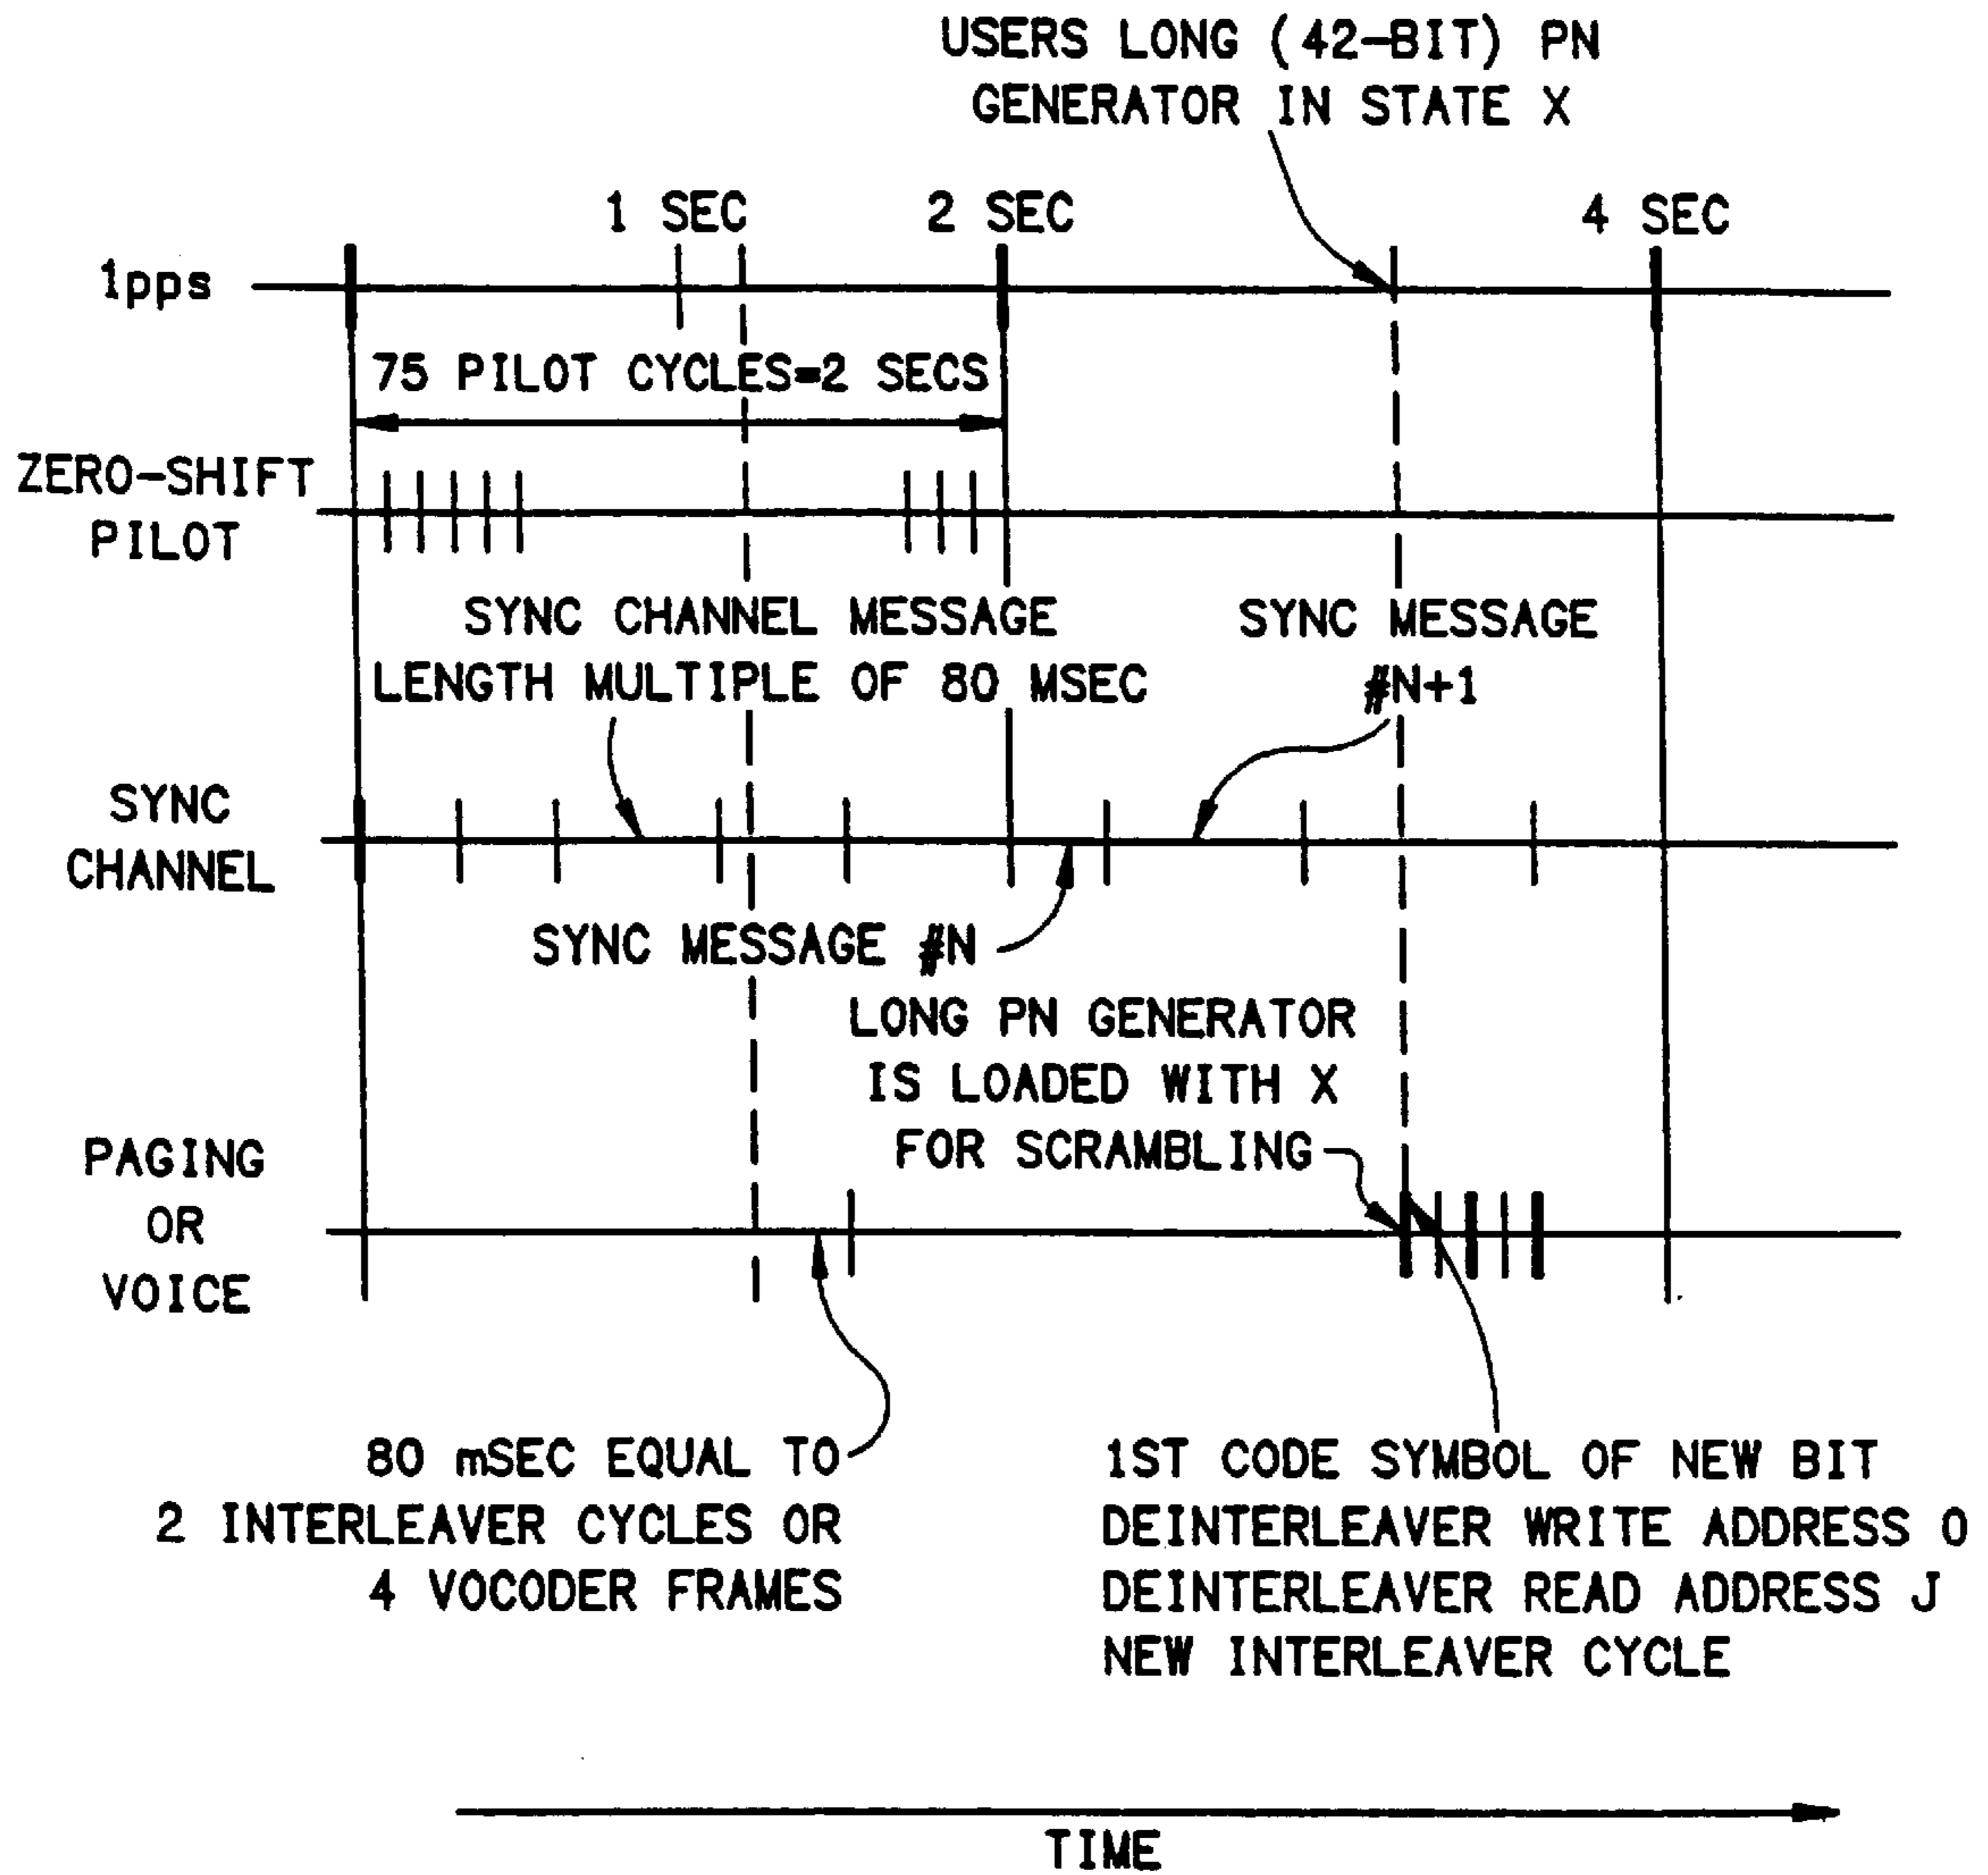 USERS LONG (42-BIT) PN
GENERATOR IN STATE X
1 SEC
2 SEC
4 SEC
1pps
75 PILOT CYCLES=2 SECS
ZERO-SHIFT
PILOT
SYNC CHANNEL MESSAGE
LENGTH MULTIPLE OF 80 MSEC
SYNC MESSAGE
#N+1
SYNC
CHANNEL
SYNC MESSAGE #N
LONG PN GENERATOR
IS LOADED WITH X
FOR SCRAMBLING
PAGING
OR
VOICE
80 mSEC EQUAL TO
2 INTERLEAVER CYCLES OR
4 VOCODER FRAMES
1ST CODE SYMBOL OF NEW BIT
DEINTERLEAVER WRITE ADDRESS 0
DEINTERLEAVER READ ADDRESS J
NEW INTERLEAVER CYCLE
TIME